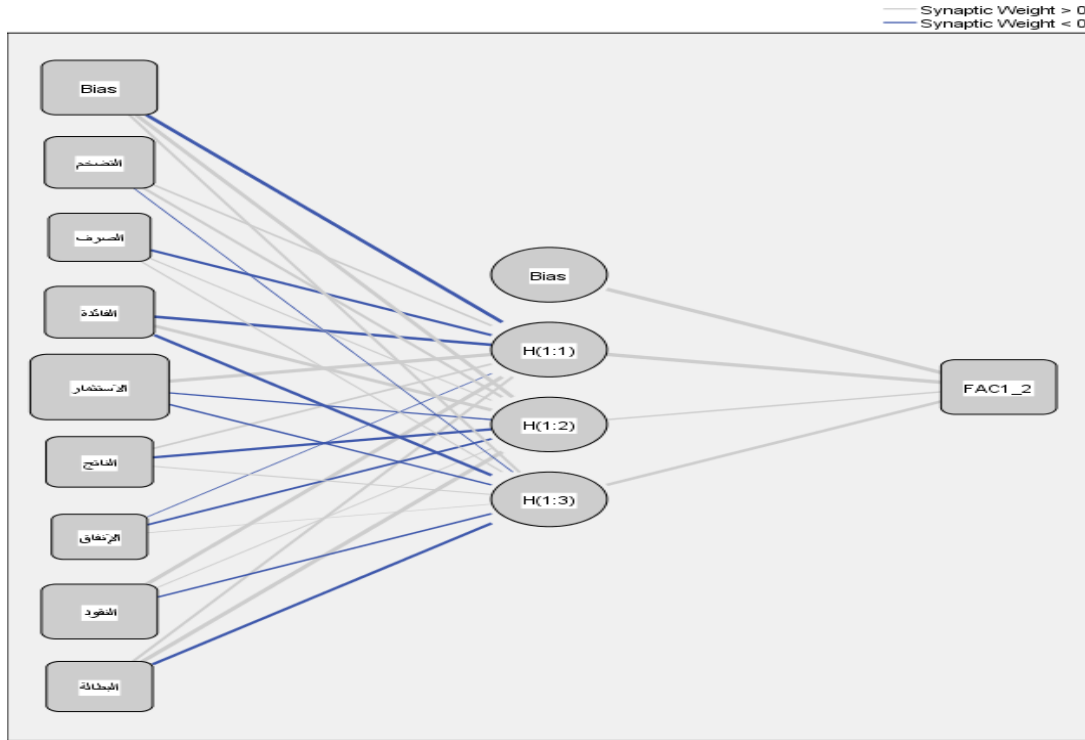 Synaptic Weight > 0
Synaptic Weight < 0
Bias
التضخم
الصرف
الفائدة
الاستثمار
الناتج
الإنفاق
النقود
البطالة
Bias
H(1:1)
H(1:2)
H(1:3)
FAC1_2